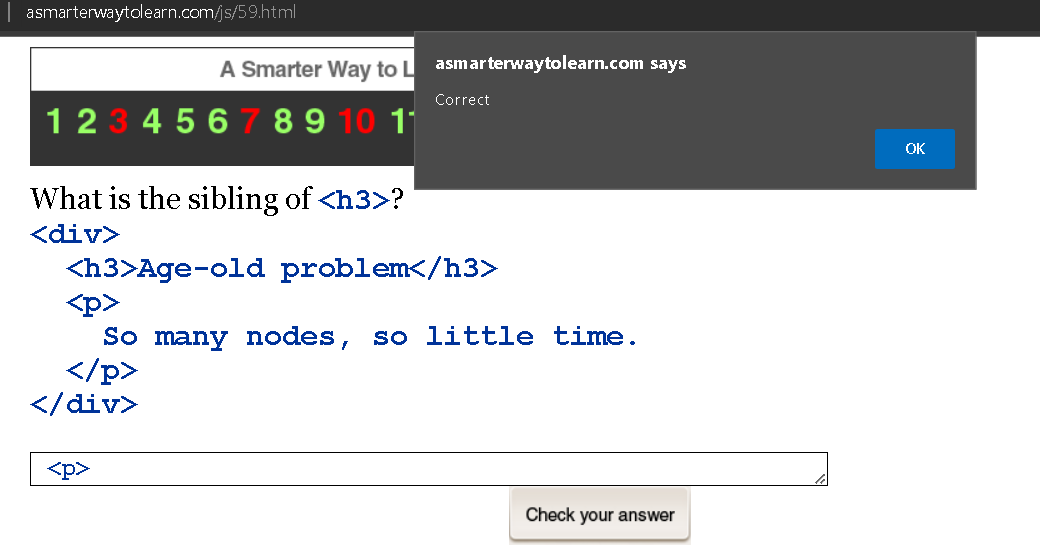 asmarterwaytolearn.com/js/59.html
A Smarter Way to L
asmarterwaytolearn.com says
Correct
OK
1 2 3 4 5 6 7 8 9 10 11
What is the sibling of <h3>?
<div>
<h3>Age-old problem</h3>
<p>
So many nodes, so little time.
</p>
</div>
<p>
Check your answer